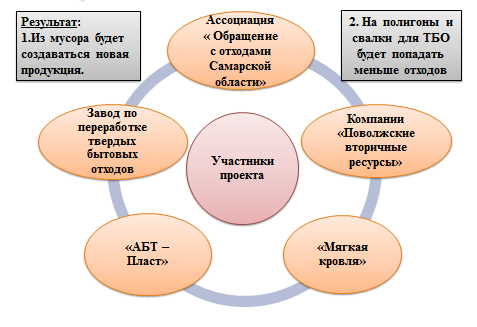 Результат:
1.Из мусора будет
создаваться новая
продукция.
Ассоциация
« Обращение
с отходами
Самарской
области»
2. На полигоны и
свалки для ТБО
будет попадать
меньше отходов
Завод по
переработке
твердых
бытовых
отходов
Участники
проекта
Компании
«Поволжские
вторичные
ресурсы»
«АБТ –
Пласт»
«Мягкая
кровля»